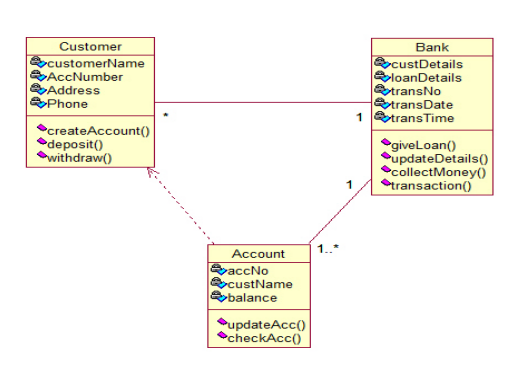 Customer
customerName
AccNumber
Address
Phone
createAccount()
deposit()
withdraw()
*
1
Bank
custDetails
loanDetails
transNo
transDate
transTime
giveLoan()
updateDetails()
collectMoney()
transaction()
1
1..*
Account
accNo
custName
balance
updateAcc()
checkAcc()